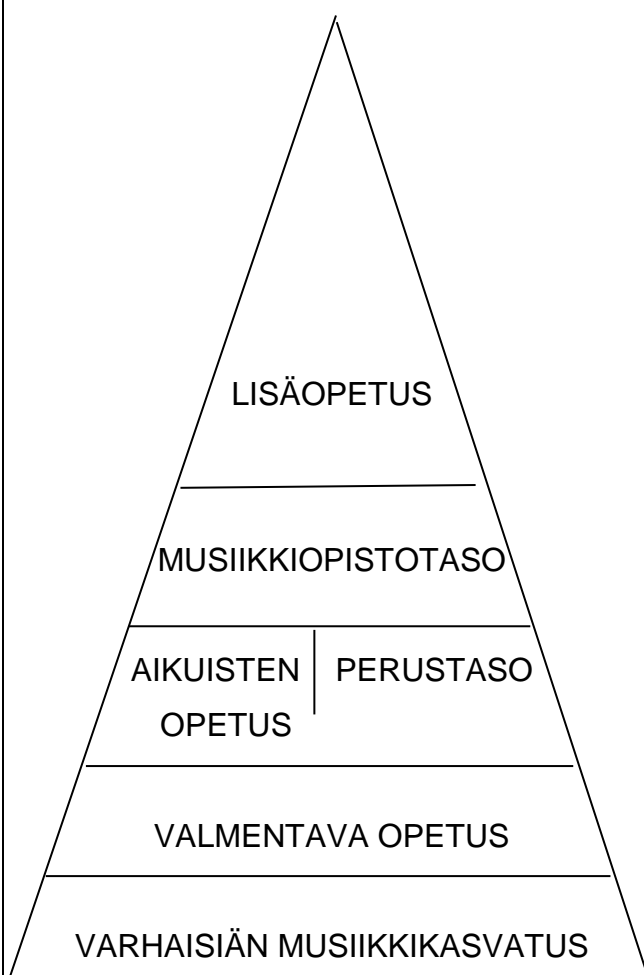 LISÄOPETUS
MUSIIKKIOPISTOTASO
AIKUISTEN PERUSTASO
OPETUS
VALMENTAVA OPETUS
VARHAISIÄN MUSIIKKIKASVATUS